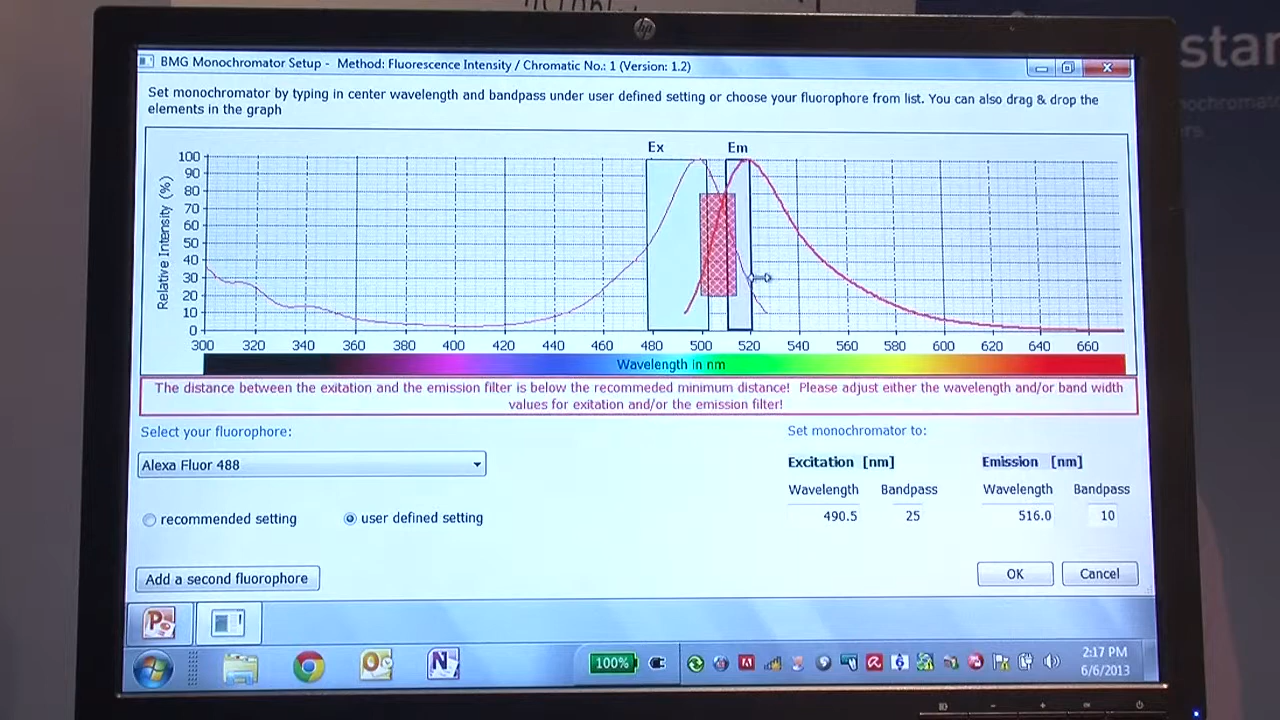 hp
star
BMG Monochromator Setup - Method: Fluorescence Intensity / Chromatic No.: 1 (Version: 1.2)
Set monochromator by typing in center wavelength and bandpass under user defined setting or choose your fluorophore from list. You can also drag & drop the
elements in the graph
Ex Em
Relative Intensity (%)
100
90
80
70
60
50
40
30
20
10
0
300 320 340 360 380 400 420 440 460 480 500 520 540 560 580 600 620 640 660
Wavelength in nm
The distance between the exitation and the emission filter is below the recommeded minimum distance! Please adjust either the wavelength and/or band width
values for exitation and/or the emission filter!
Select your fluorophore:
Alexa Fluor 488
recommended setting user defined setting
Add a second fluorophore
Set monochromator to:
Excitation [nm] Emission [nm]
Wavelength Bandpass Wavelength Bandpass
490.5 25 516.0 10
OK Cancel
100%
2:17 PM
6/6/2013